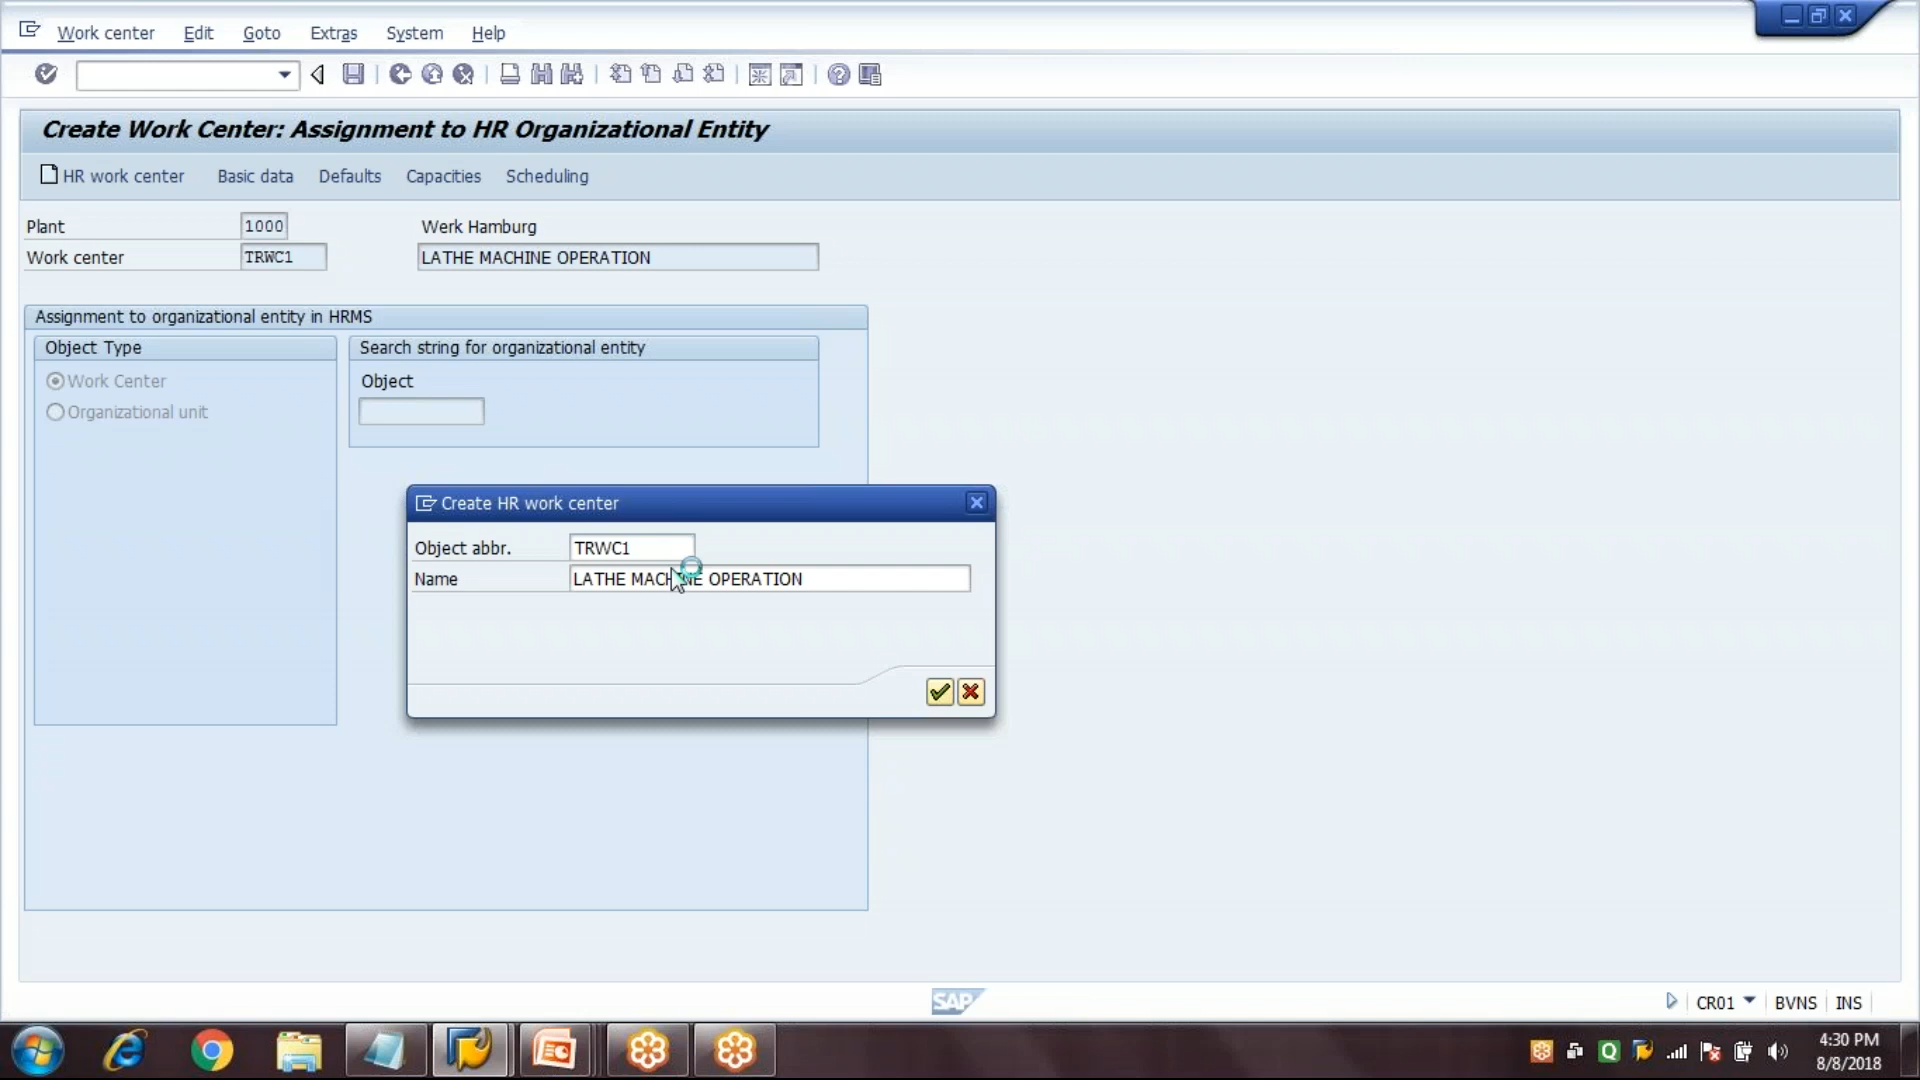 Work center Edit Goto Extras System Help
Create Work Center: Assignment to HR Organizational Entity
HR work center Basic data Defaults Capacities Scheduling
Plant 1000 Werk Hamburg
Work center TRWC1 LATHE MACHINE OPERATION
Assignment to organizational entity in HRMS
Object Type Search string for organizational entity
Work Center Object
Organizational unit
Create HR work center
Object abbr. TRWC1
Name LATHE MACHINE OPERATION
SAP CR01 BVNS INS
4:30 PM
8/8/2018